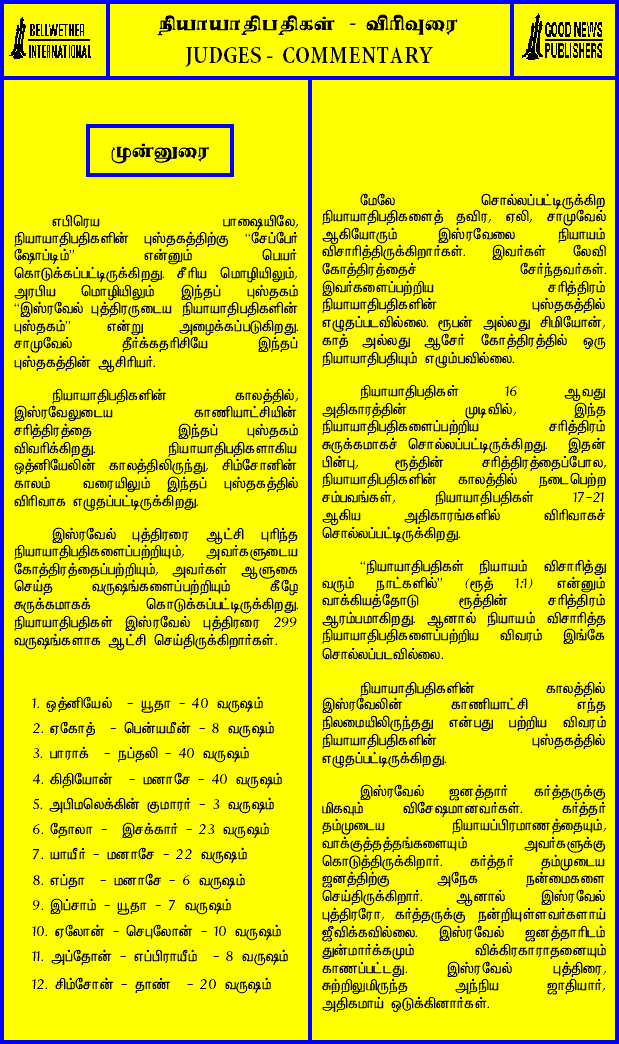 BELLWETHER
INTERNATIONAL
நியாயாதிபதிகள் - விரிவுரை
JUDGES - COMMENTARY
GOOD NEWS
PUBLISHERS
முன்னுரை
எபிரெய பாஷையிலே,
நியாயாதிபதிகளின் புஸ்தகத்திற்கு "சேப்பேர்
ஷோப்டிம்" என்னும் பெயர்
கொடுக்கப்பட்டிருக்கிறது. சீரிய மொழியிலும்,
அரபிய மொழியிலும் இந்தப் புஸ்தகம்
"இஸ்ரவேல் புத்திரருடைய நியாயாதிபதிகளின்
புஸ்தகம்" என்று அழைக்கப்படுகிறது.
சாமுவேல் தீர்க்கதரிசியே இந்தப்
புஸ்தகத்தின் ஆசிரியர்.
நியாயாதிபதிகளின் காலத்தில்,
இஸ்ரவேலுடைய காணியாட்சியின்
சரித்திரத்தை இந்தப் புஸ்தகம்
விவரிக்கிறது. நியாயாதிபதிகளாகிய
ஒத்னியேலின் காலத்திலிருந்து, சிம்சோனின்
காலம் வரையிலும் இந்தப் புஸ்தகத்தில்
விரிவாக எழுதப்பட்டிருக்கிறது.
இஸ்ரவேல் புத்திரரை ஆட்சி புரிந்த
நியாயாதிபதிகளைப்பற்றியும், அவர்களுடைய
கோத்திரத்தைப்பற்றியும், அவர்கள் ஆளுகை
செய்த வருஷங்களைப்பற்றியும் கீழே
சுருக்கமாகக் கொடுக்கப்பட்டிருக்கிறது.
நியாயாதிபதிகள் இஸ்ரவேல் புத்திரரை 299
வருஷங்களாக ஆட்சி செய்திருக்கிறார்கள்.
1. ஒத்னியேல் - யூதா - 40 வருஷம்
2. ஏகோத் - பென்யமீன் - 8 வருஷம்
3. பாராக் - நப்தலி - 40 வருஷம்
4. கிதியோன் - மனாசே - 40 வருஷம்
5. அபிமலெக்கின் குமாரர் - 3 வருஷம்
6. தோலா - இசக்கார் - 23 வருஷம்
7. யாயீர் - மனாசே - 22 வருஷம்
8. எப்தா - மனாசே - 6 வருஷம்
9. இப்சாம் - யூதா - 7 வருஷம்
10. ஏலோன் - செபுலோன் - 10 வருஷம்
11. அப்தோன் - எப்பிராயீம் - 8 வருஷம்
12. சிம்சோன் - தாண் - 20 வருஷம்
மேலே சொல்லப்பட்டிருக்கிற
நியாயாதிபதிகளைத் தவிர, ஏலி, சாமுவேல்
ஆகியோரும் இஸ்ரவேலை நியாயம்
விசாரித்திருக்கிறார்கள். இவர்கள் லேவி
கோத்திரத்தைச் சேர்ந்தவர்கள்.
இவர்களைப்பற்றிய சரித்திரம்
நியாயாதிபதிகளின் புஸ்தகத்தில்
எழுதப்படவில்லை. ரூபன் அல்லது சிமியோன்,
காத் அல்லது ஆசேர் கோத்திரத்தில் ஒரு
நியாயாதிபதியும் எழும்பவில்லை.
நியாயாதிபதிகள் 16 ஆவது
அதிகாரத்தின் முடிவில், இந்த
நியாயாதிபதிகளைப்பற்றிய சரித்திரம்
சுருக்கமாகச் சொல்லப்பட்டிருக்கிறது. இதன்
பின்பு, ரூத்தின் சரித்திரத்தைப்போல,
நியாயாதிபதிகளின் காலத்தில் நடைபெற்ற
சம்பவங்கள், நியாயாதிபதிகள் 17-21
ஆகிய அதிகாரங்களில் விரிவாகச்
சொல்லப்பட்டிருக்கிறது.
"நியாயாதிபதிகள் நியாயம் விசாரித்து
வரும் நாட்களில்" (ரூத் 1:1) என்னும்
வாக்கியத்தோடு ரூத்தின் சரித்திரம்
ஆரம்பமாகிறது. ஆனால் நியாயம் விசாரித்த
நியாயாதிபதிகளைப்பற்றிய விவரம் இங்கே
சொல்லப்படவில்லை.
நியாயாதிபதிகளின் காலத்தில்
இஸ்ரவேலின் காணியாட்சி எந்த
நிலமையிலிருந்தது என்பது பற்றிய விவரம்
நியாயாதிபதிகளின் புஸ்தகத்தில்
எழுதப்பட்டிருக்கிறது.
இஸ்ரவேல் ஜனத்தார் கர்த்தருக்கு
மிகவும் விசேஷமானவர்கள். கர்த்தர்
தம்முடைய நியாயப்பிரமாணத்தையும்,
வாக்குத்தத்தங்களையும் அவர்களுக்கு
கொடுத்திருக்கிறார். கர்த்தர் தம்முடைய
ஜனத்திற்கு அநேக நன்மைகளை
செய்திருக்கிறார். ஆனால் இஸ்ரவேல்
புத்திரரோ, கர்த்தருக்கு நன்றியுள்ளவர்களாய்
ஜீவிக்கவில்லை. இஸ்ரவேல் ஜனத்தாரிடம்
துன்மார்க்கமும் விக்கிரகாராதனையும்
காணப்பட்டது. இஸ்ரவேல் புத்திரை,
சுற்றிலுமிருந்த அந்நிய ஜாதியார்,
அதிகமாய் ஒடுக்கினார்கள்.